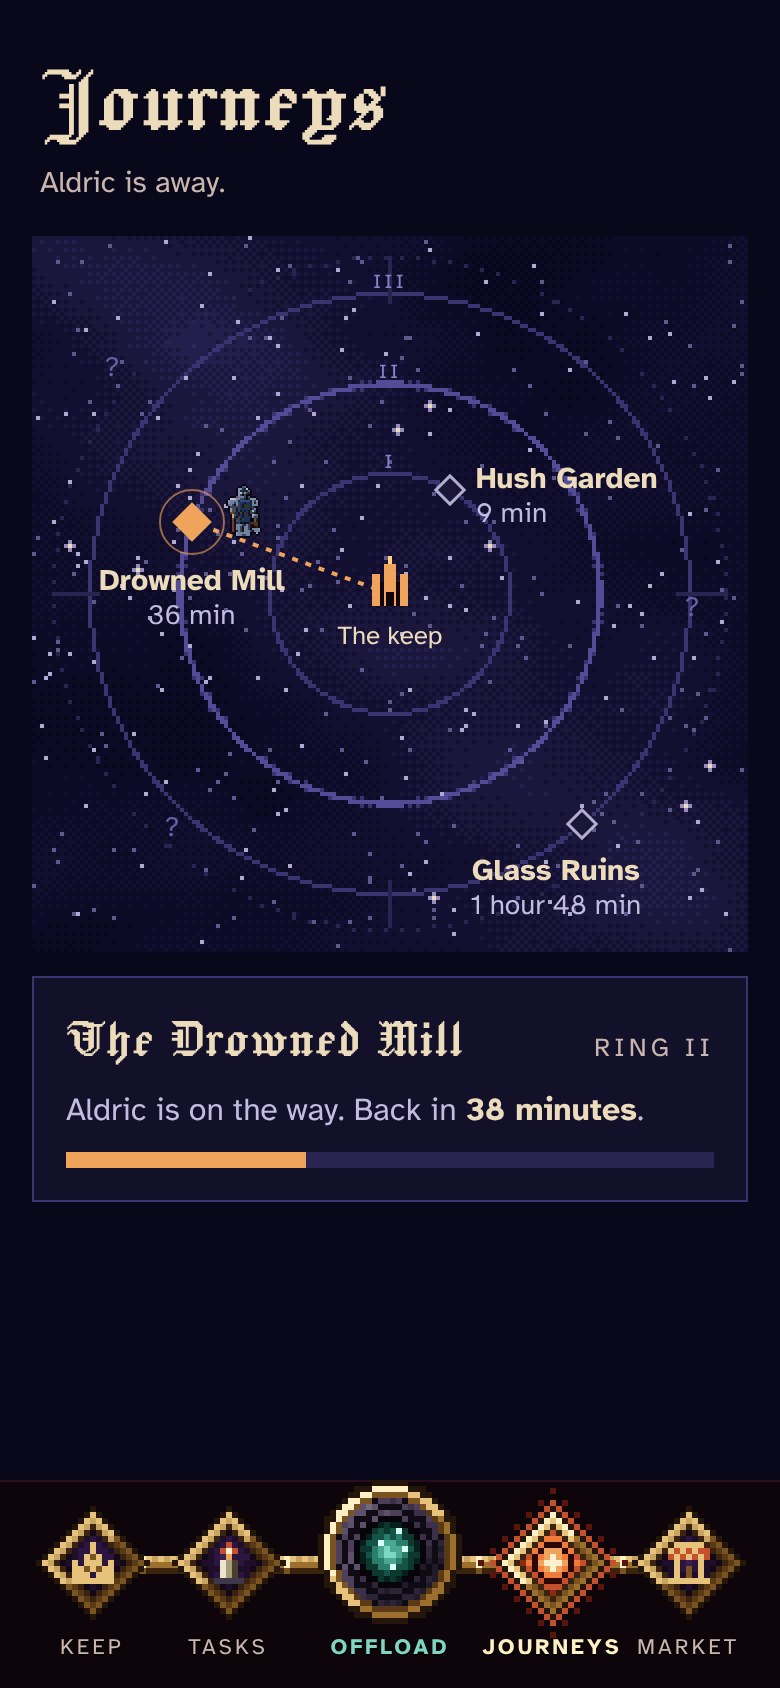 Journeys
Aldric is away.
III
?
II
I
Hush Garden
9 min
Drowned Mill
36 min
?
The keep
?
Glass Ruins
1 hour 48 min
The Drowned Mill
RING II
Aldric is on the way. Back in 38 minutes.
KEEP
TASKS
OFFLOAD
JOURNEYS
MARKET